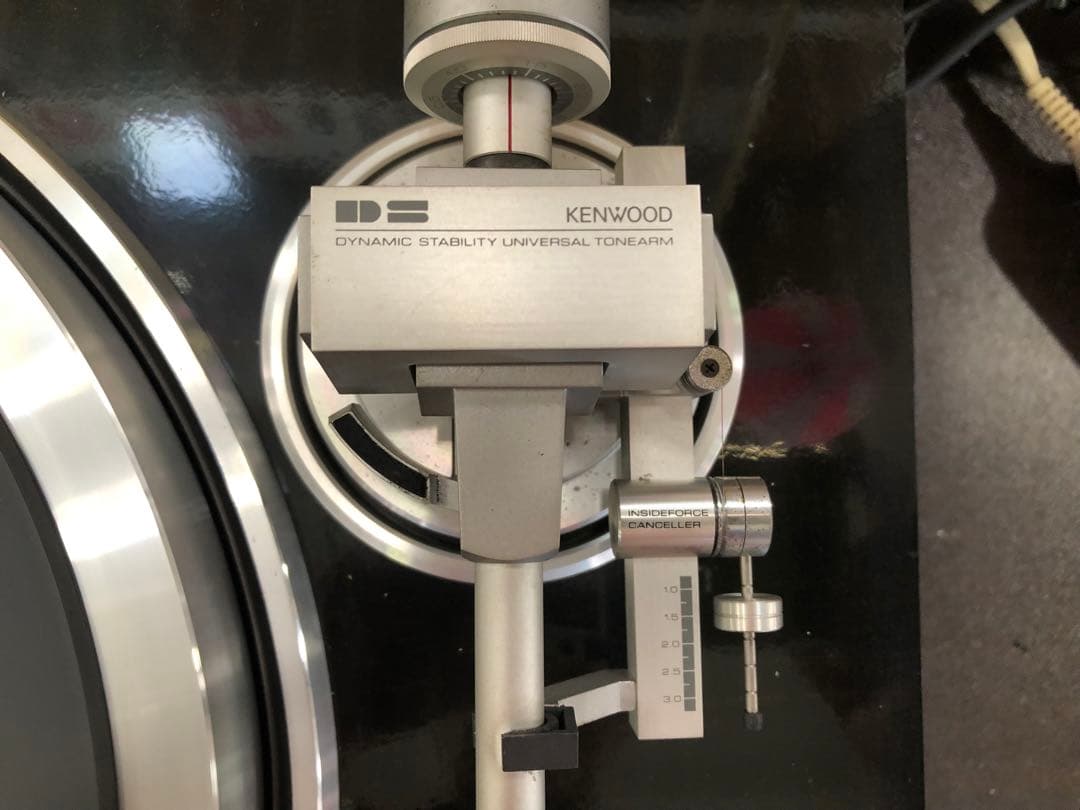 DS KENWOOD
DYNAMIC STABILITY UNIVERSAL TONEARM
INSIDEFORCE
CANCELLER
1.0
1.5
2.0
2.5
3.0